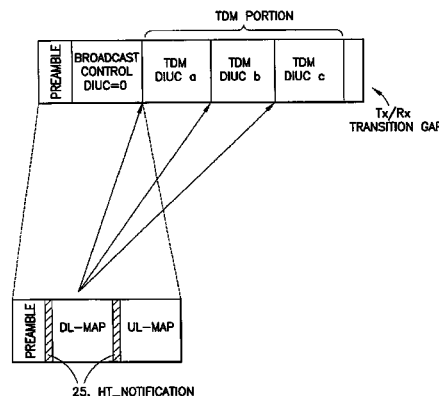 TDM PORTION
PREAMBLE
BROADCAST
CONTROL
DIUC=0
TDM
DIUC a
TDM
DIUC b
TDM
DIUC c
Tx/Rx
TRANSITION GAP
PREAMBLE
DL-MAP
UL-MAP
25, HT_NOTIFICATION